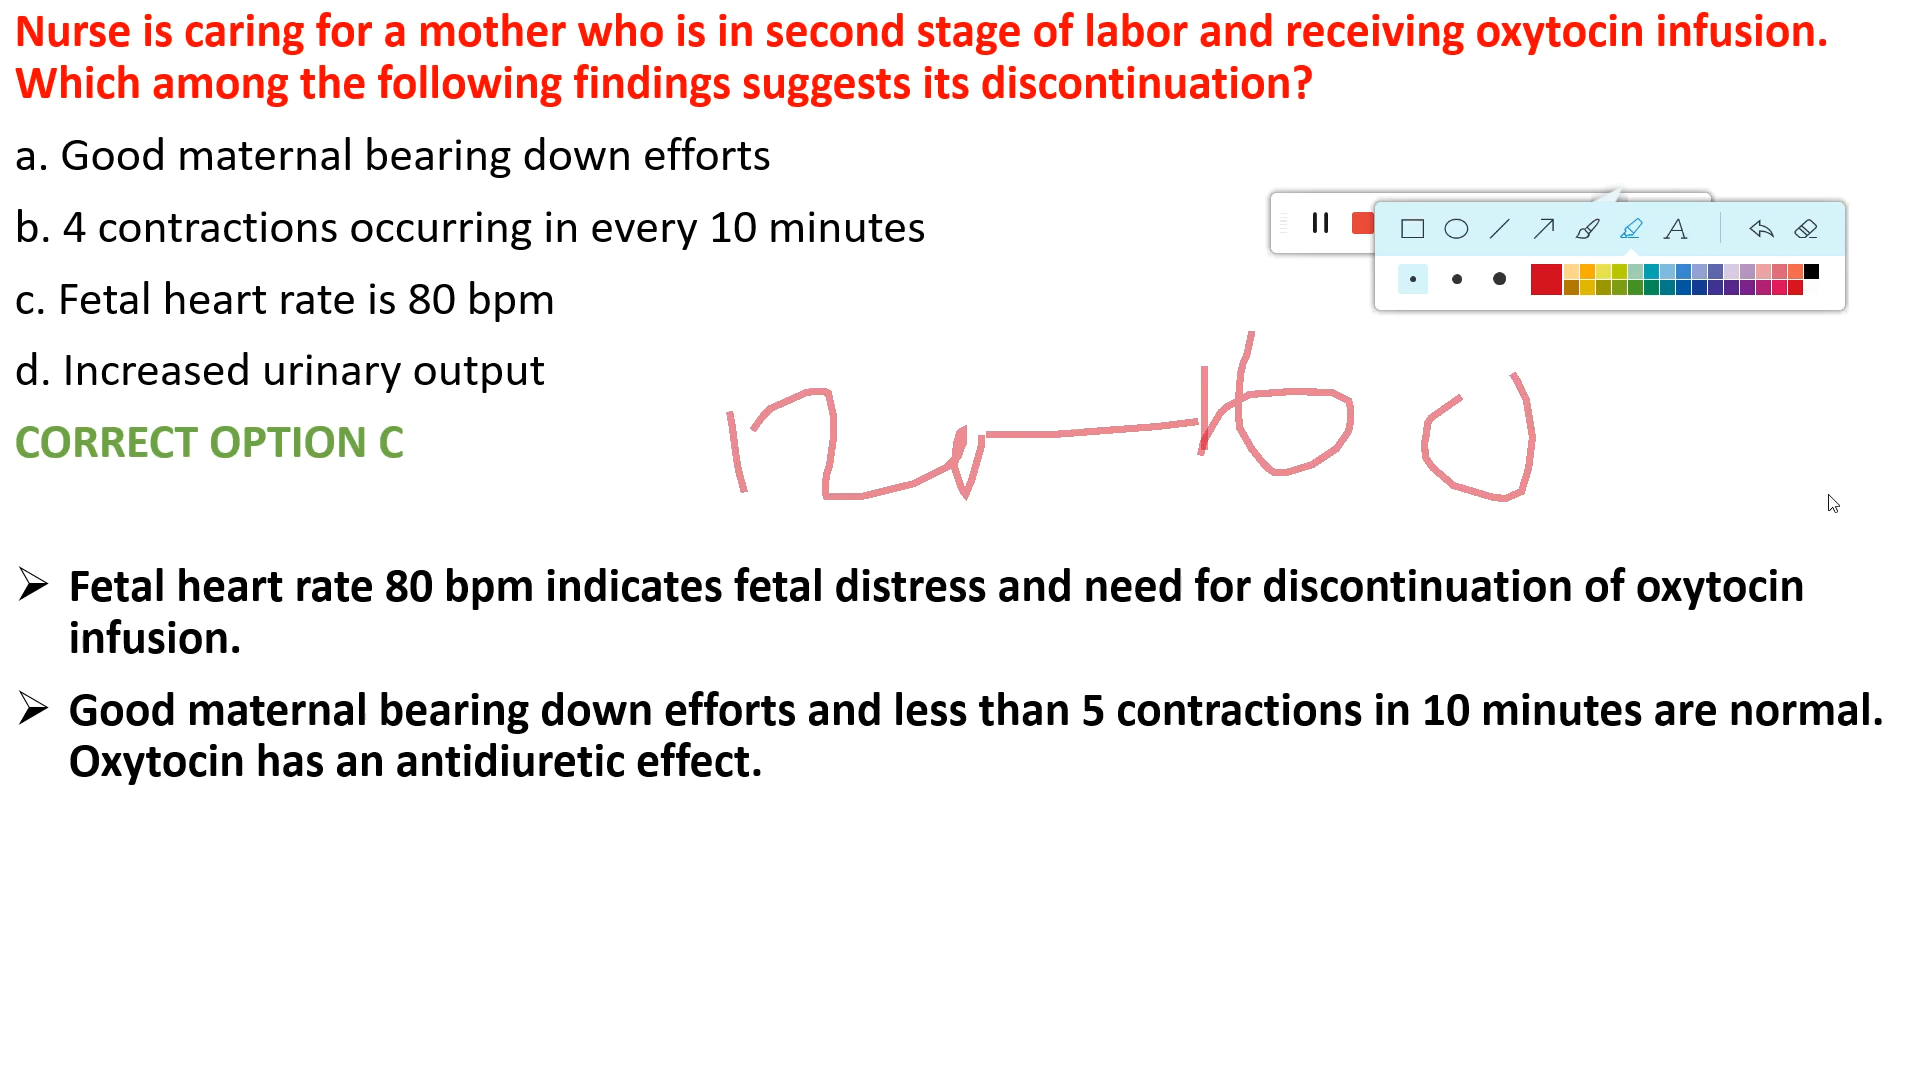 Nurse is caring for a mother who is in second stage of labor and receiving oxytocin infusion.
Which among the following findings suggests its discontinuation?
a. Good maternal bearing down efforts
b. 4 contractions occurring in every 10 minutes
c. Fetal heart rate is 80 bpm
d. Increased urinary output
120-160
CORRECT OPTION C
➢ Fetal heart rate 80 bpm indicates fetal distress and need for discontinuation of oxytocin
infusion.
➢ Good maternal bearing down efforts and less than 5 contractions in 10 minutes are normal.
Oxytocin has an antidiuretic effect.